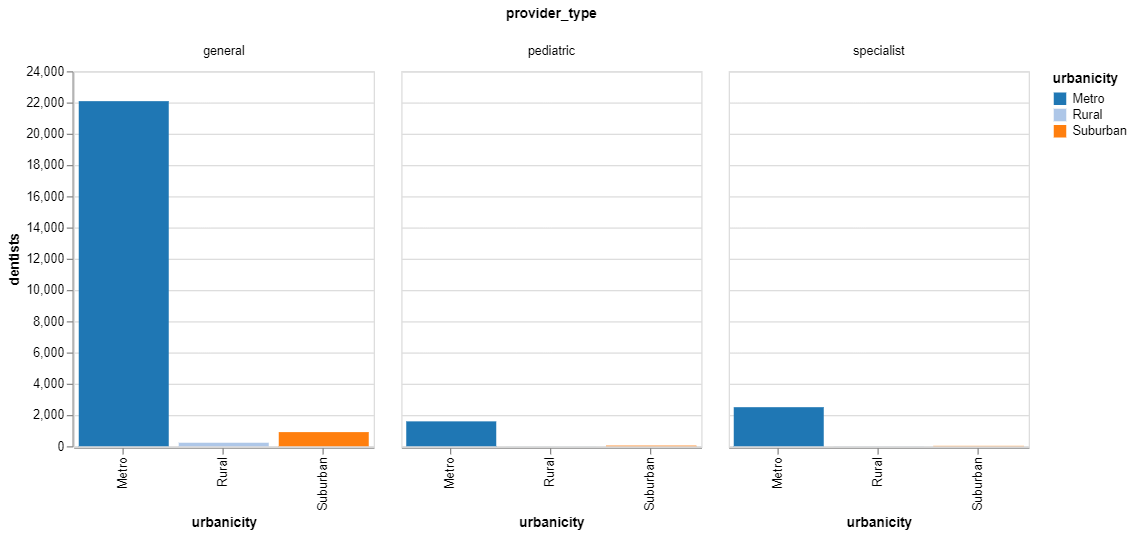 provider_type
general
pediatric
specialist
urbanicity
Metro
Rural
Suburban
dentists
24,000
22,000
20,000
18,000
16,000
14,000
12,000
10,000
8,000
6,000
4,000
2,000
0
Metro
Rural
Suburban
Metro
Rural
Suburban
Metro
Rural
Suburban
urbanicity
urbanicity
urbanicity